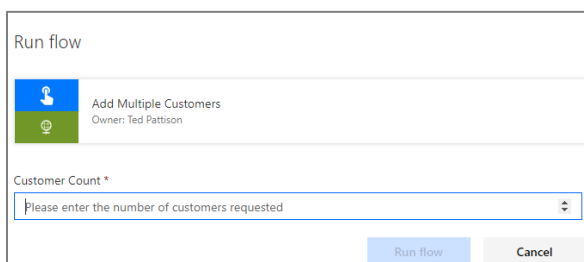 Run flow
Add Multiple Customers
Owner: Ted Pattison
Customer Count *
Please enter the number of customers requested
Run flow
Cancel